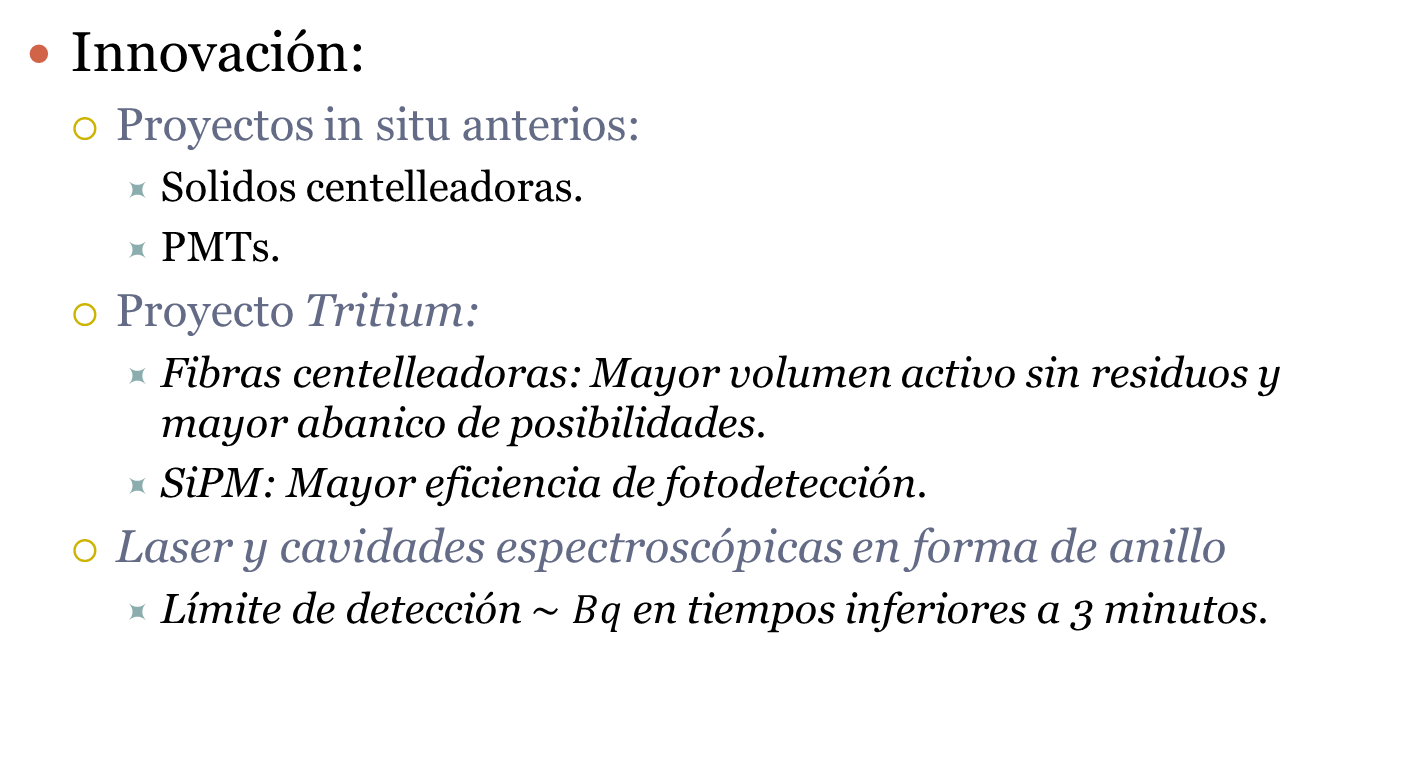 Innovación:
Proyectos in situ anterios:
Solidos centelleadoras.
PMTs.
Proyecto Tritium:
Fibras centelleadoras: Mayor volumen activo sin residuos y
mayor abanico de posibilidades.
SiPM: Mayor eficiencia de fotodetección.
Laser y cavidades espectroscópicas en forma de anillo
Límite de detección ~ Bq en tiempos inferiores a 3 minutos.